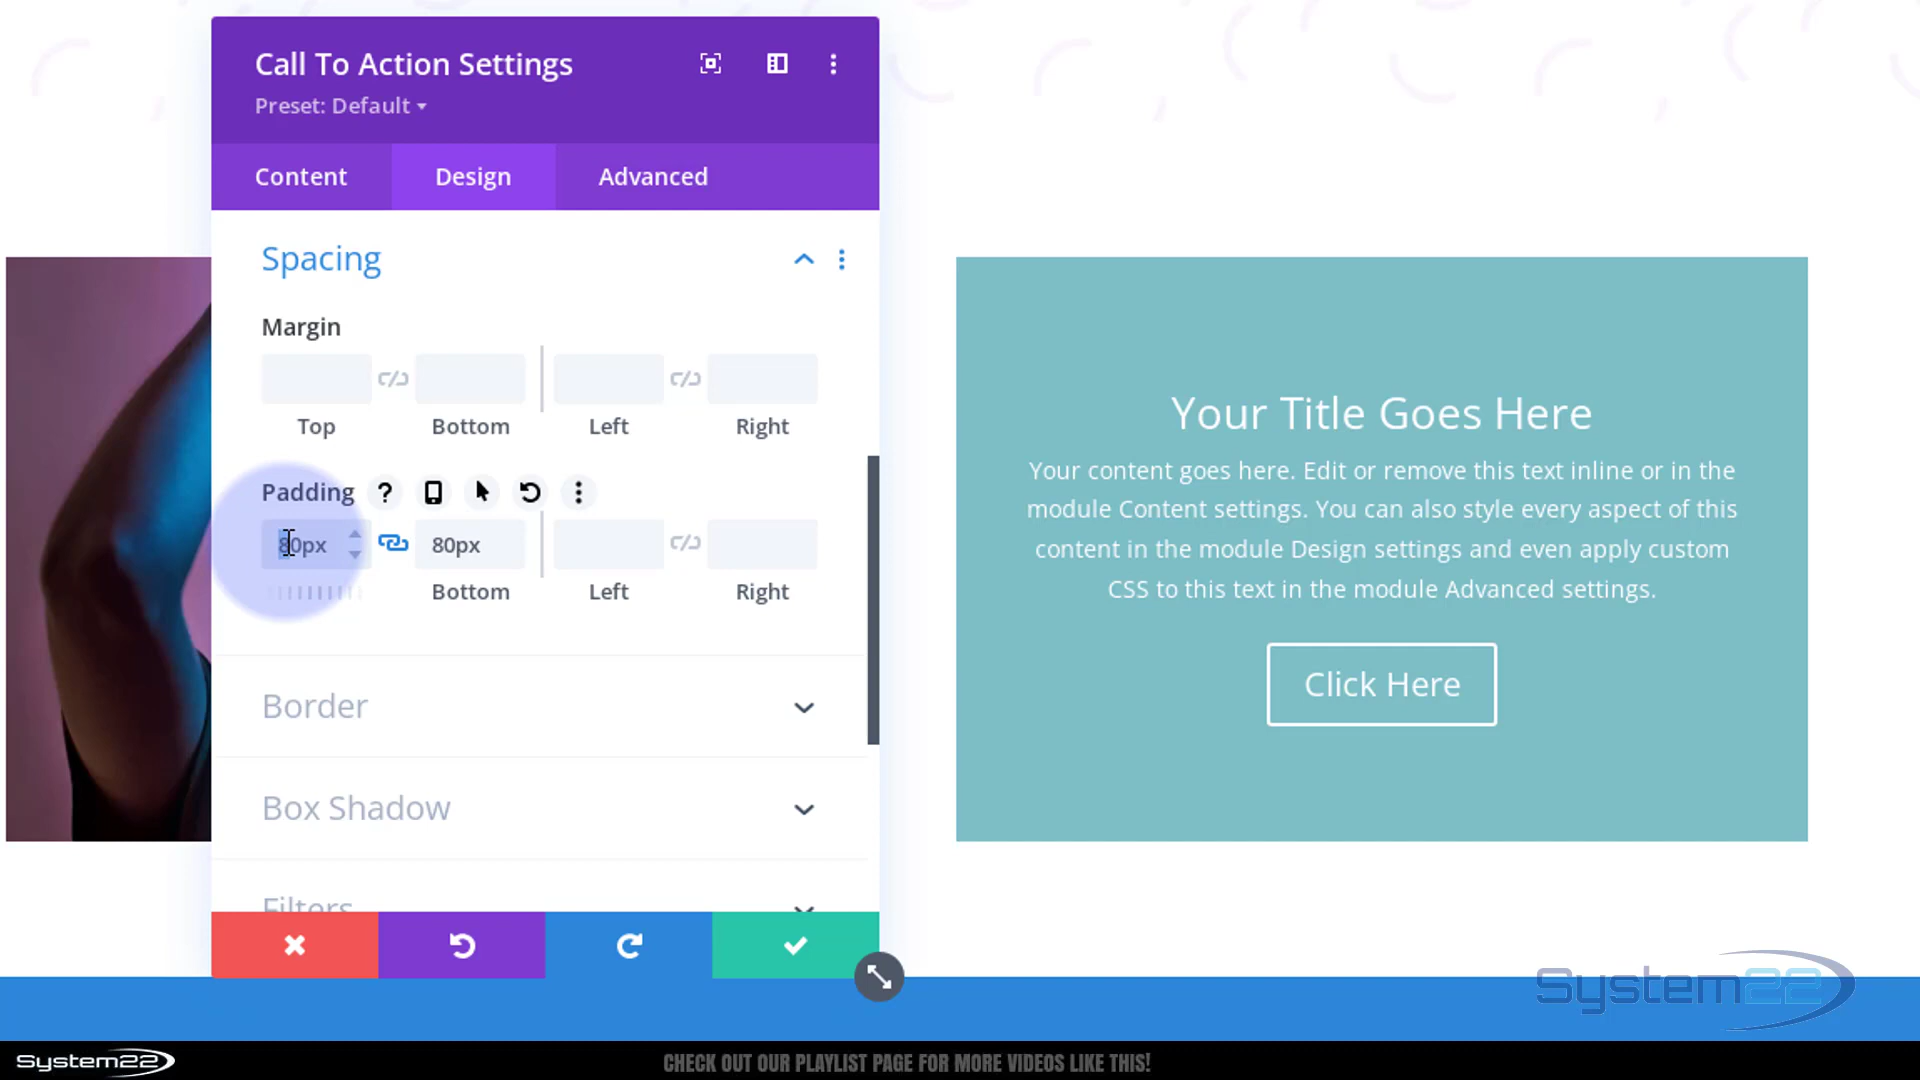 Call To Action Settings
Preset: Default
Content Design Advanced
Spacing
Margin
Top Bottom Left Right
Padding ?
80px 80px
Bottom Left Right
Border
Box Shadow
Filters
Your Title Goes Here
Your content goes here. Edit or remove this text inline or in the
module Content settings. You can also style every aspect of this
content in the module Design settings and even apply custom
CSS to this text in the module Advanced settings.
Click Here
System22
System22
CHECK OUT OUR PLAYLIST PAGE FOR MORE VIDEOS LIKE THIS!